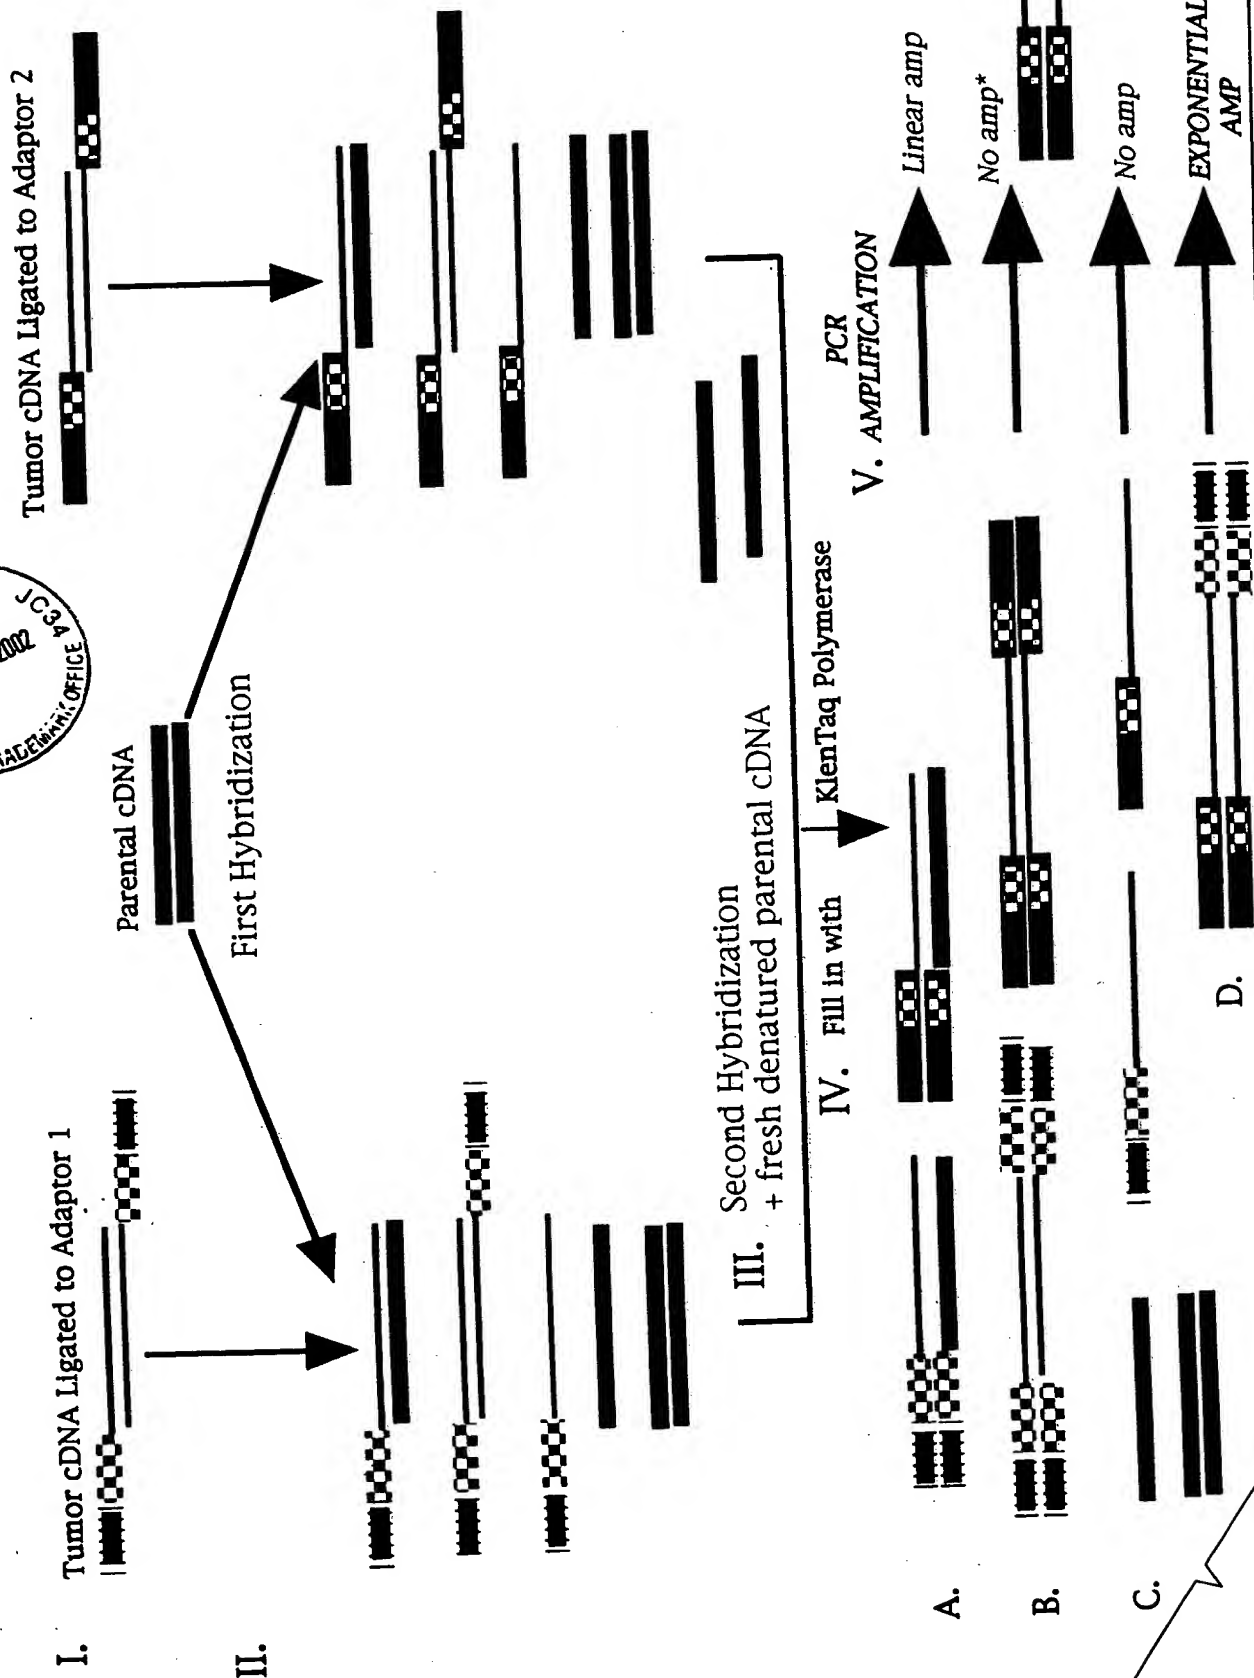 I.
Tumor cDNA Ligated to Adaptor 1
Tumor cDNA Ligated to Adaptor 2
JC34
2002
OFFICE
Parental cDNA
First Hybridization
II.
III. Second Hybridization
+ fresh denatured parental cDNA
IV. Fill in with KlenTaq Polymerase
PCR
V. AMPLIFICATION
A.
Linear amp
B.
No amp*
C.
No amp
D.
EXPONENTIAL
AMP